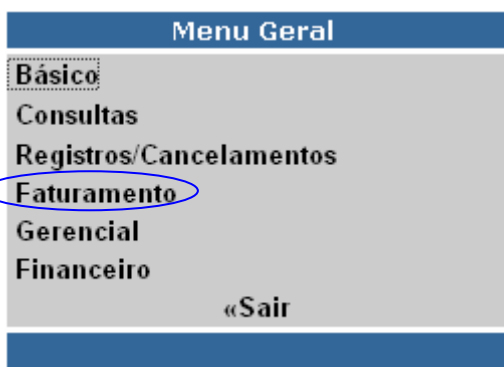 Menu Geral
Básico
Consultas
Registros/Cancelamentos
Faturamento
Gerencial
Financeiro
«Sair